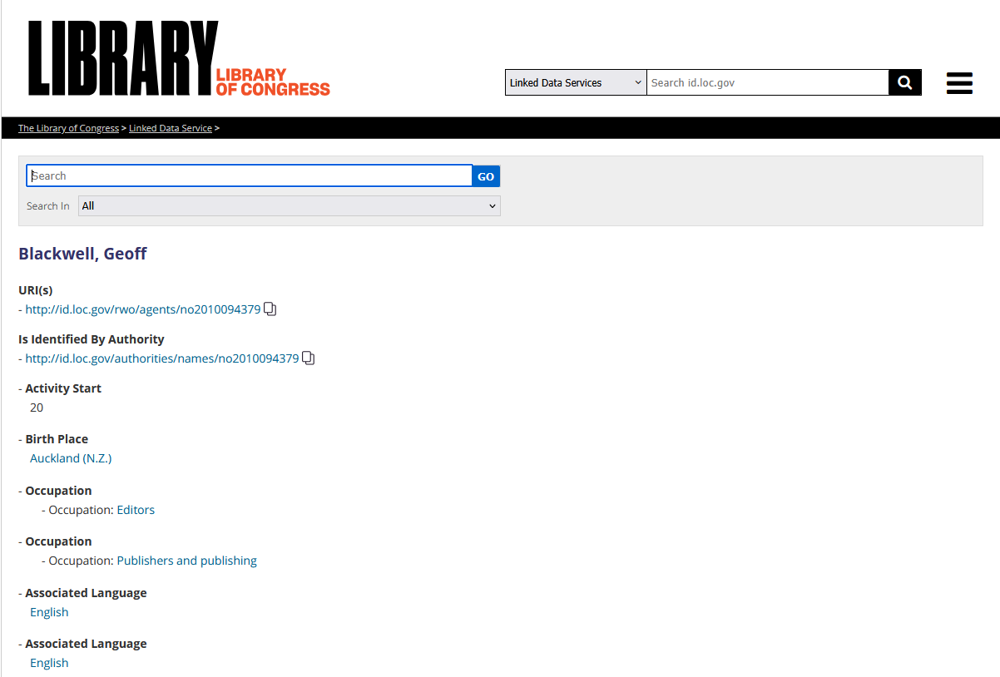 LIBRARY
LIBRARY
OF CONGRESS
Linked Data Services
Search id.loc.gov
The Library of Congress > Linked Data Service >
Search
GO
Search In
All
Blackwell, Geoff
URI(s)
- http://id.loc.gov/rwo/agents/no2010094379
Is Identified By Authority
- http://id.loc.gov/authorities/names/no2010094379
- Activity Start
20
- Birth Place
Auckland (N.Z.)
- Occupation
- Occupation: Editors
- Occupation
- Occupation: Publishers and publishing
- Associated Language
English
- Associated Language
English